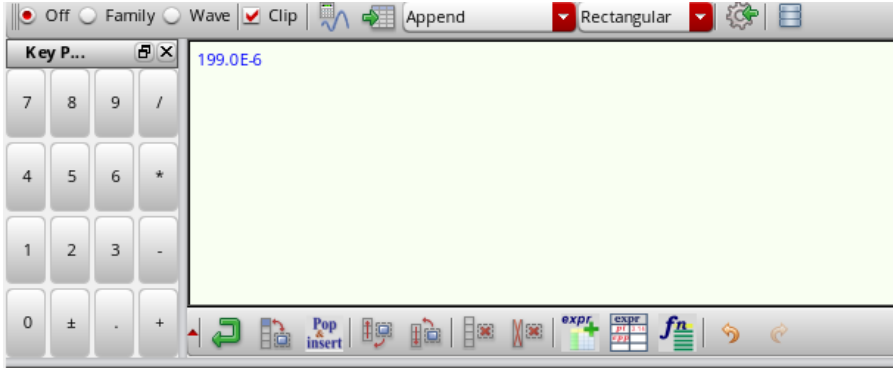 Off Family Wave Clip Append Rectangular
Key P...
199.0E-6
7 8 9 /
4 5 6 *
1 2 3 -
0 ± . +
Pop
&
insert
expr
expr
fn